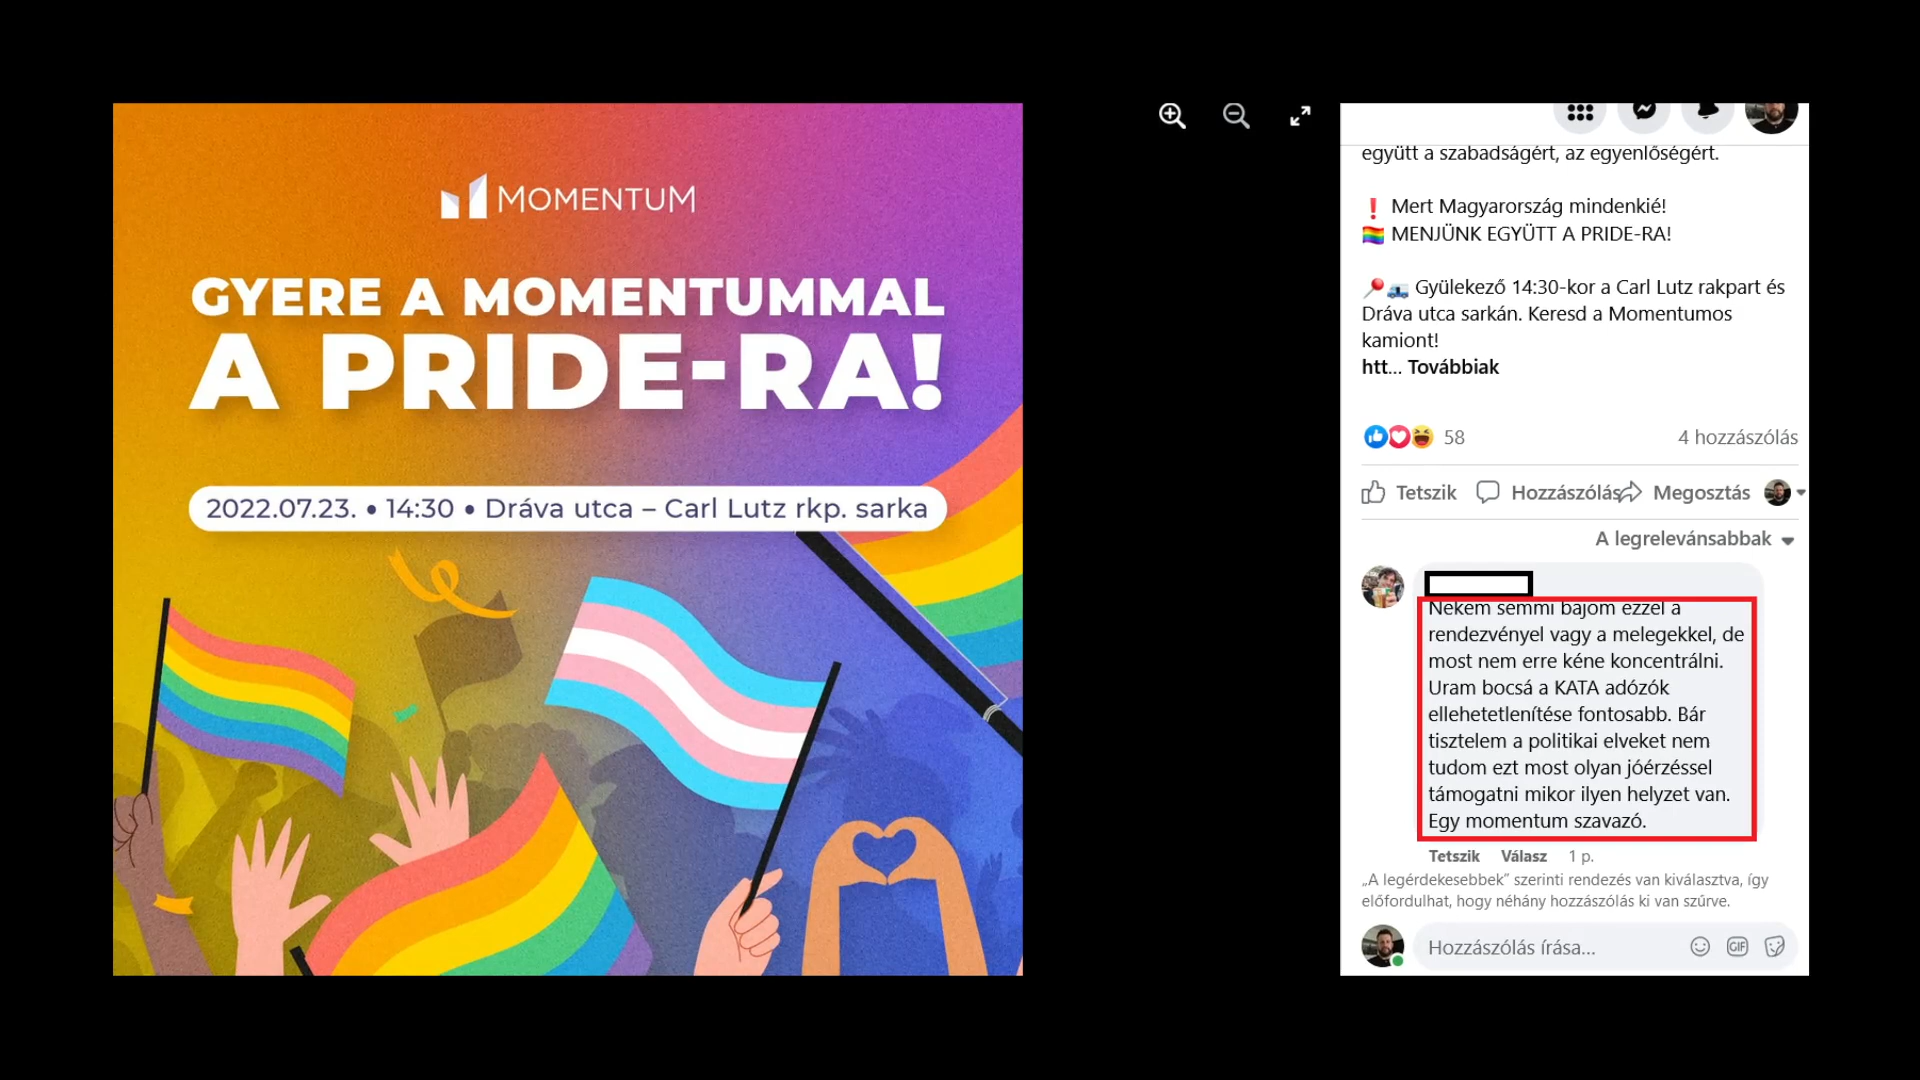 MOMENTUM
GYERE A MOMENTUMMAL
A PRIDE-RA!
2022.07.23. • 14:30 • Dráva utca – Carl Lutz rkp. sarka
együtt a szabadságért, az egyenlőségért.
Mert Magyarország mindenkié!
MENJÜNK EGYÜTT A PRIDE-RA!
Gyülekező 14:30-kor a Carl Lutz rakpart és
Dráva utca sarkán. Keresd a Momentumos
kamiont!
htt... Továbbiak
58
4 hozzászólás
Tetszik
Hozzászólás
Megosztás
A legrelevánsabbak
Nekem semmi bajom ezzel a
rendezvényel vagy a melegekkel, de
most nem erre kéne koncentrálni.
Uram bocsá a KATA adózók
ellehetetlenítése fontosabb. Bár
tisztelem a politikai elveket nem
tudom ezt most olyan jóérzéssel
támogatni mikor ilyen helyzet van.
Egy momentum szavazó.
Tetszik Válasz 1 p.
„A legérdekesebbek” szerinti rendezés van kiválasztva, így
előfordulhat, hogy néhány hozzászólás ki van szűrve.
Hozzászólás írása...
GIF